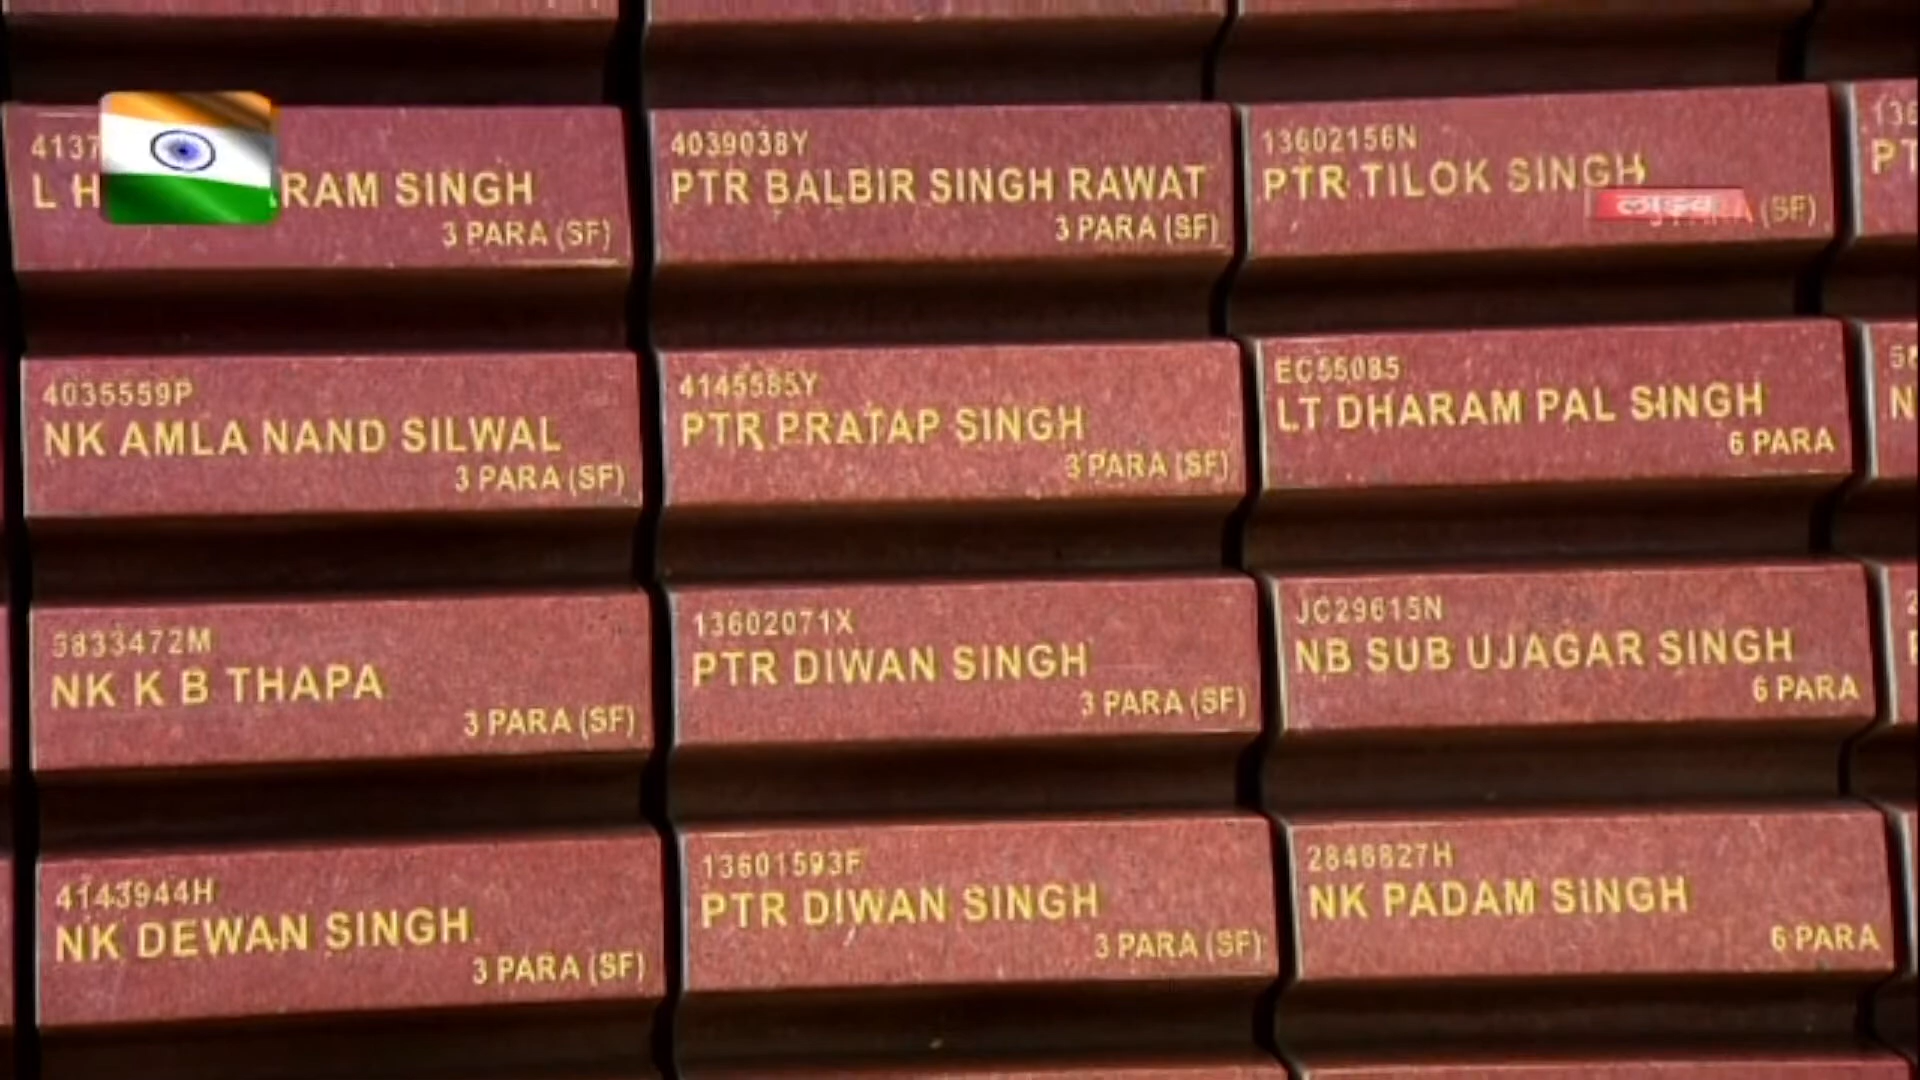 4137
L H RAM SINGH
3 PARA (SF)
4039038Y
PTR BALBIR SINGH RAWAT
3 PARA (SF)
13602156N
PTR TILOK SINGH
(SF)
लाइव
4035559P
NK AMLA NAND SILWAL
3 PARA (SF)
4145585Y
PTR PRATAP SINGH
3 PARA (SF)
EC55085
LT DHARAM PAL SINGH
6 PARA
5833472M
NK K B THAPA
3 PARA (SF)
13602071X
PTR DIWAN SINGH
3 PARA (SF)
JC29615N
NB SUB UJAGAR SINGH
6 PARA
4143944H
NK DEWAN SINGH
3 PARA (SF)
13601593F
PTR DIWAN SINGH
3 PARA (SF)
2846827H
NK PADAM SINGH
6 PARA